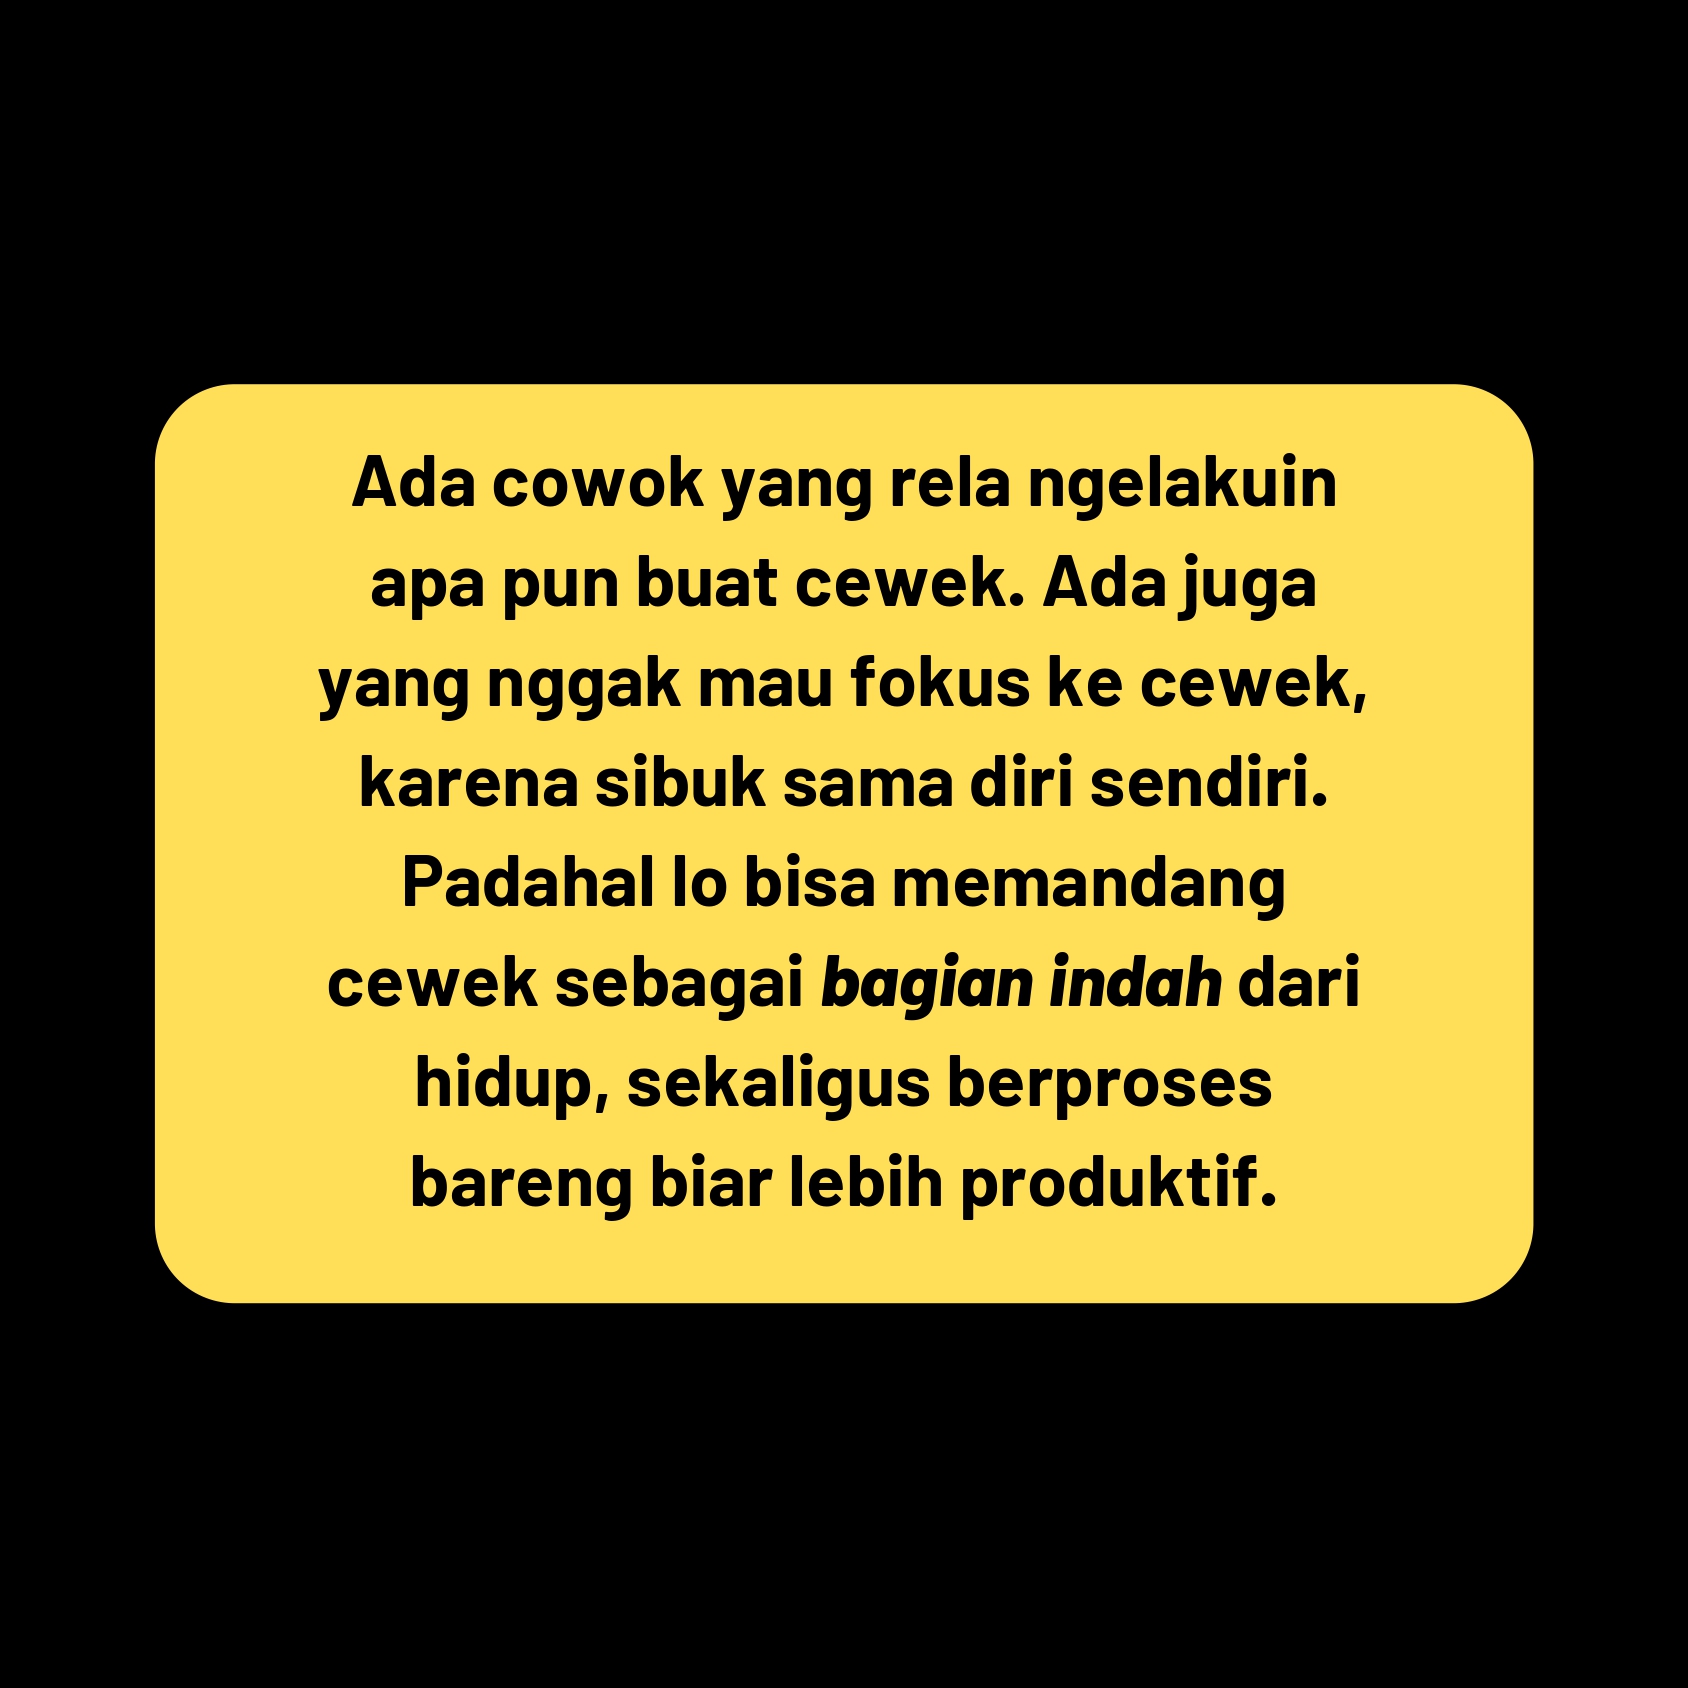 Ada cowok yang rela ngelakuin
apa pun buat cewek. Ada juga
yang nggak mau fokus ke cewek,
karena sibuk sama diri sendiri.
Padahal lo bisa memandang
cewek sebagai bagian indah dari
hidup, sekaligus berproses
bareng biar lebih produktif.